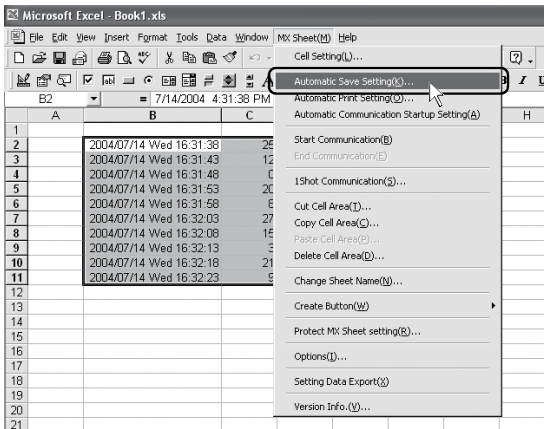 Microsoft Excel - Book1.xls
File Edit View Insert Format Tools Data Window MX Sheet(M) Help
B2 = 7/14/2004 4:31:38 PM
A B C H
1
2 2004/07/14 Wed 16:31:38 25
3 2004/07/14 Wed 16:31:43 12
4 2004/07/14 Wed 16:31:48
5 2004/07/14 Wed 16:31:53 20
6 2004/07/14 Wed 16:31:58
7 2004/07/14 Wed 16:32:03 27
8 2004/07/14 Wed 16:32:08 15
9 2004/07/14 Wed 16:32:13
10 2004/07/14 Wed 16:32:18 21
11 2004/07/14 Wed 16:32:23
12
13
14
15
16
17
18
19
20
21
Cell Setting(L)...
Automatic Save Setting(K)...
Automatic Print Setting(O)...
Automatic Communication Startup Setting(A)
Start Communication(B)
End Communication(E)
1Shot Communication(S)...
Cut Cell Area(T)...
Copy Cell Area(C)...
Paste Cell Area(P)...
Delete Cell Area(D)...
Change Sheet Name(N)...
Create Button(W)
Protect MX Sheet setting(R)...
Options(I)...
Setting Data Export(X)
Version Info.(V)...